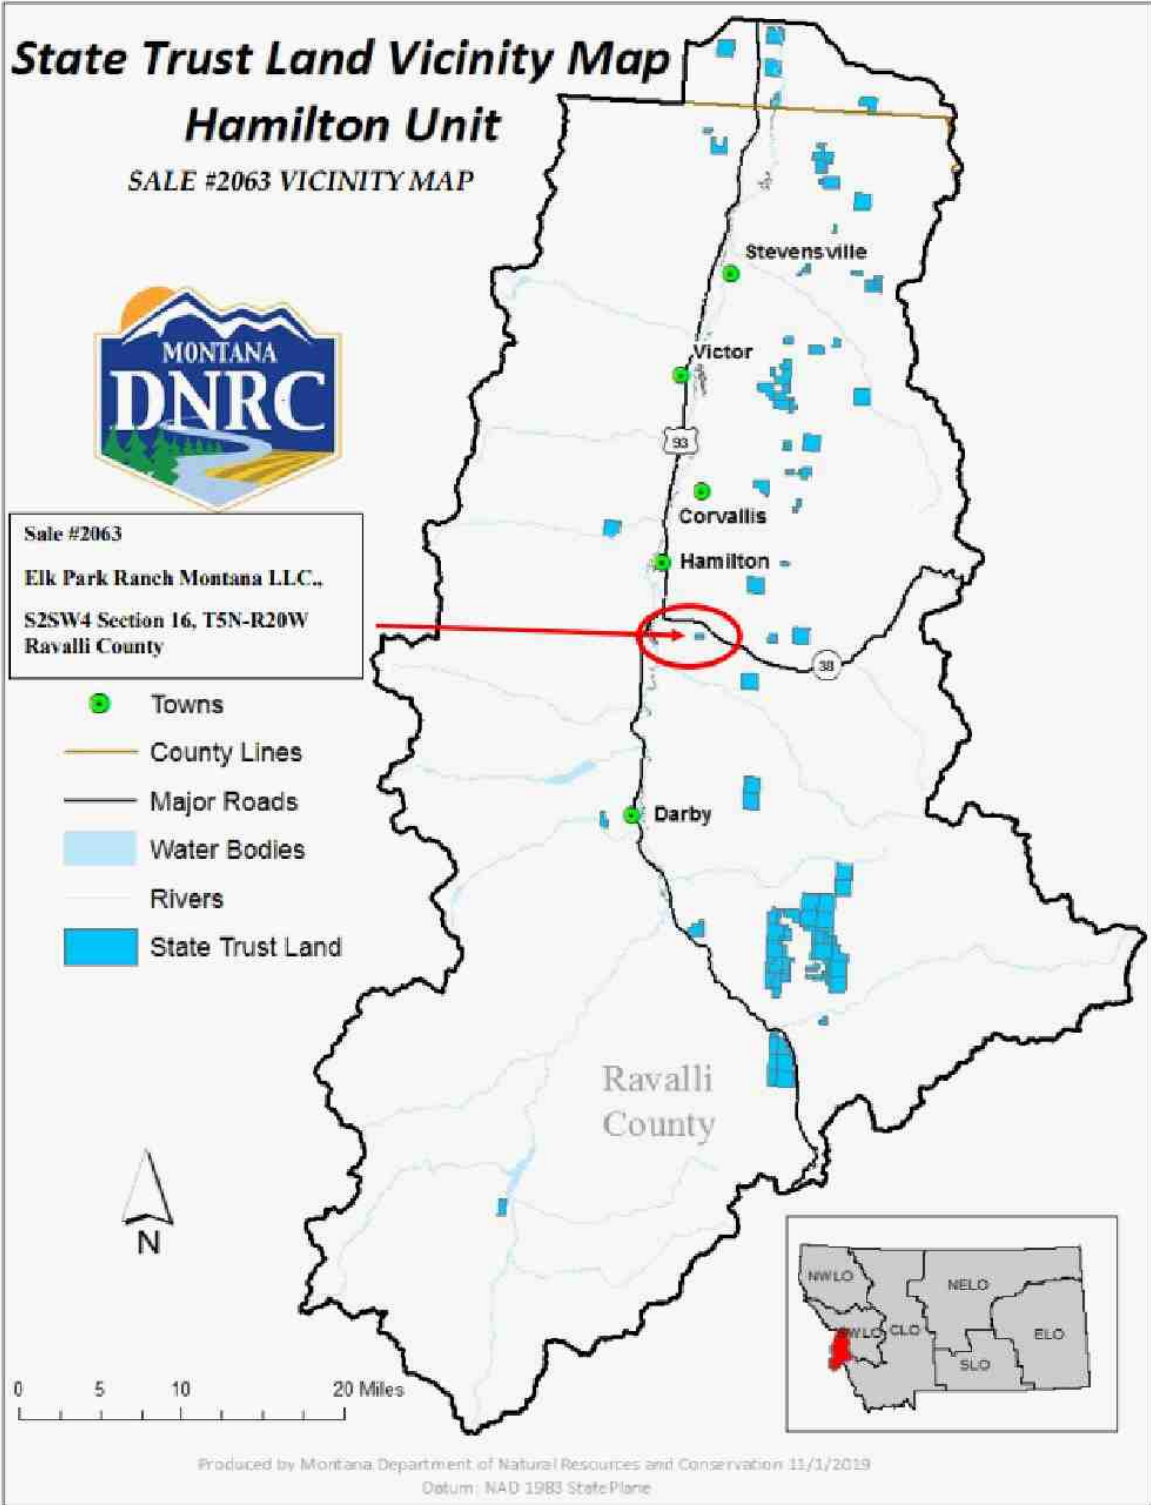 State Trust Land Vicinity Map
Hamilton Unit
SALE #2063 VICINITY MAP
MONTANA
DNRC
Stevensville
Victor
93
Corvallis
Hamilton
Sale #2063
Elk Park Ranch Montana LLC.,
S2SW4 Section 16, T5N-R20W
Ravalli County
38
Towns
County Lines
Major Roads
Water Bodies
Rivers
State Trust Land
Darby
Ravalli
County
N
0 5 10 20 Miles
NWLO
NELO
WLO
CLO
ELO
SLO
Produced by Montana Department of Natural Resources and Conservation 11/1/2019
Datum: NAD 1983 StatePlane